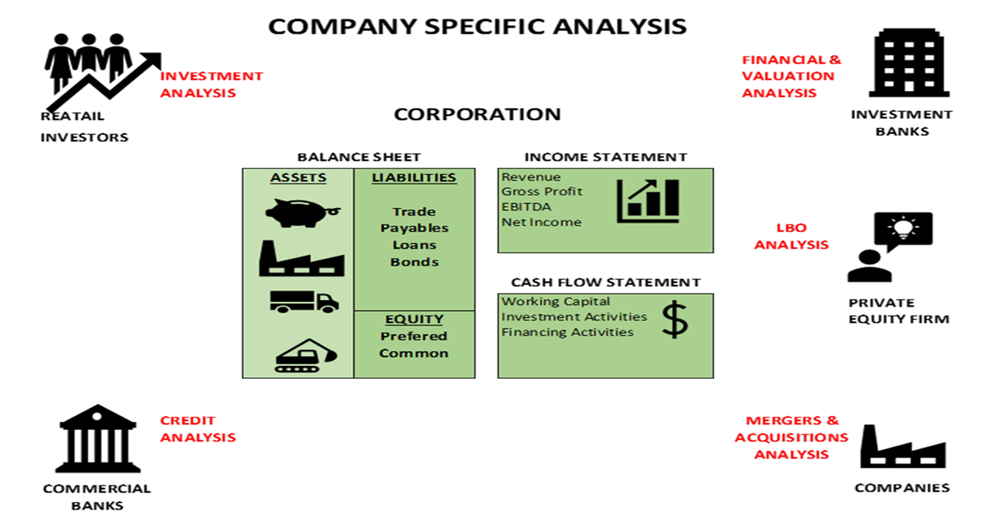 COMPANY SPECIFIC ANALYSIS
INVESTMENT
ANALYSIS
REATAIL
INVESTORS
FINANCIAL &
VALUATION
ANALYSIS
INVESTMENT
BANKS
CORPORATION
BALANCE SHEET
ASSETS
LIABILITIES
Trade
Payables
Loans
Bonds
EQUITY
Prefered
Common
INCOME STATEMENT
Revenue
Gross Profit
EBITDA
Net Income
CASH FLOW STATEMENT
Working Capital
Investment Activities
Financing Activities
$
LBO
ANALYSIS
PRIVATE
EQUITY FIRM
CREDIT
ANALYSIS
COMMERCIAL
BANKS
MERGERS &
ACQUISITIONS
ANALYSIS
COMPANIES